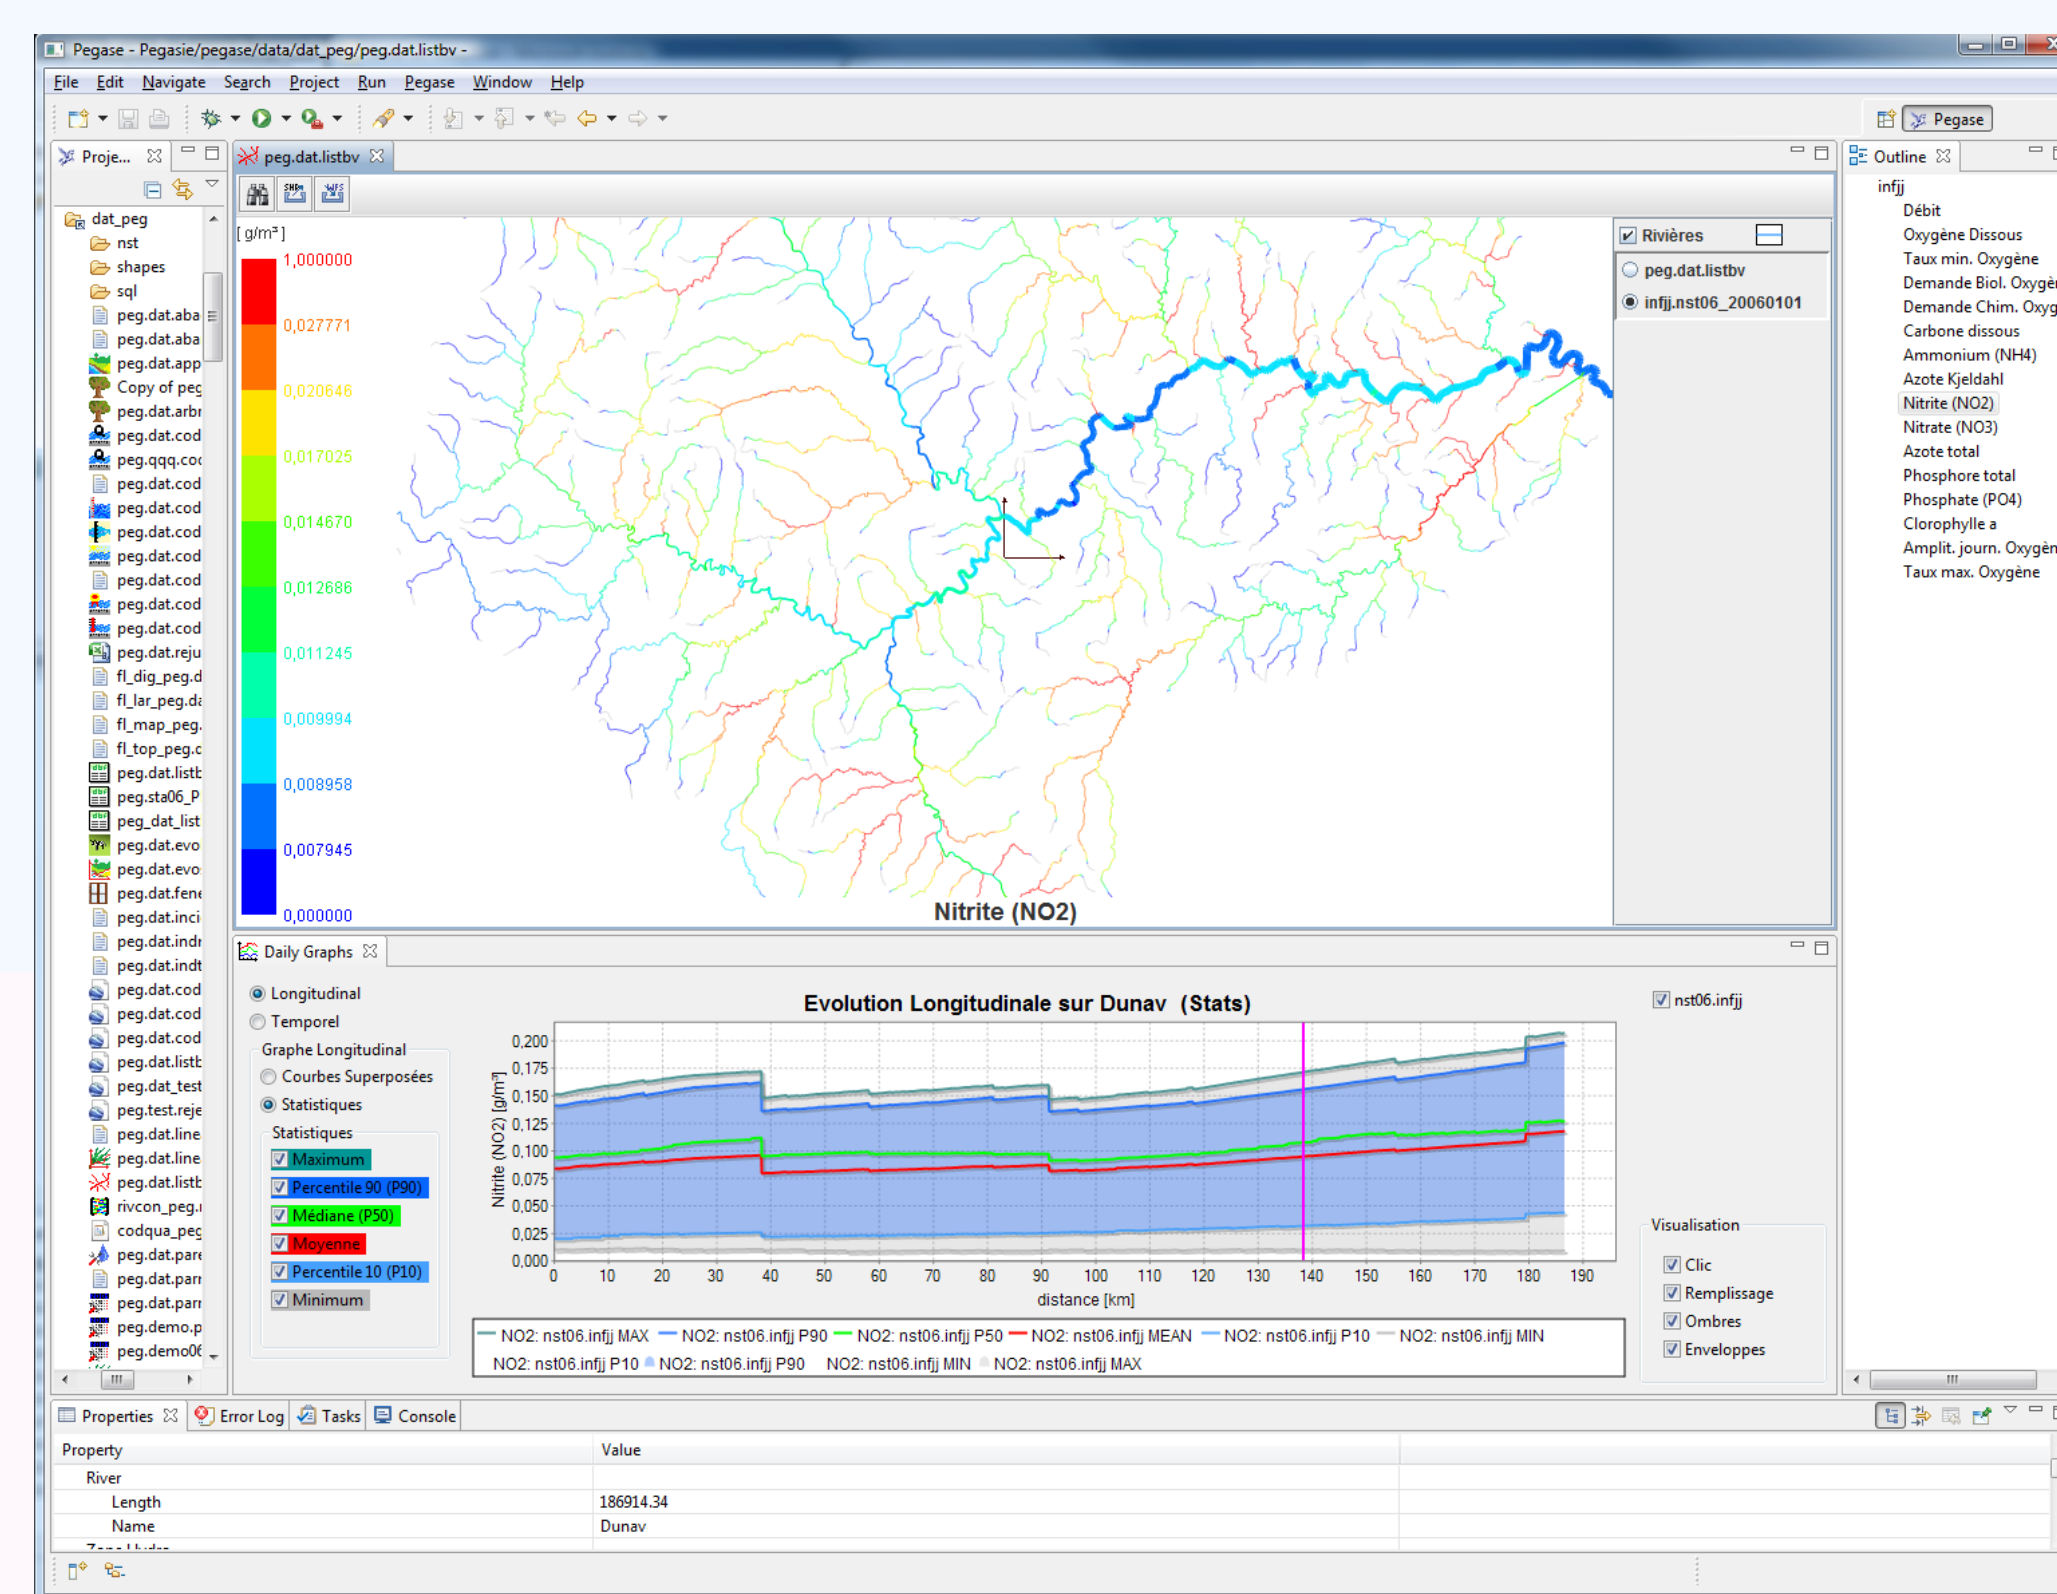 Pegase - Pegasie/pegase/data/dat_peg/peg.dat.listbv -
File Edit Navigate Search Project Run Pegase Window Help
Pegase
Proje...
dat_peg
nst
shapes
sql
peg.dat.aba
peg.dat.aba
peg.dat.app
Copy of peg
peg.dat.arbr
peg.dat.cod
peg.qqq.coc
peg.dat.cod
peg.dat.cod
peg.dat.cod
peg.dat.cod
peg.dat.cod
peg.dat.cod
peg.dat.cod
peg.dat.reju
fl_dig_peg.d
fl_lar_peg.da
fl_map_peg.
fl_top_peg.c
peg.dat.listb
peg.sta06_P
peg_dat_list
peg.dat.evo
peg.dat.evo
peg.dat.fene
peg.dat.inci
peg.dat.indr
peg.dat.indt
peg.dat.cod
peg.dat.cod
peg.dat.cod
peg.dat.listb
peg.dat_test
peg.test.reje
peg.dat.line
peg.dat.line
peg.dat.listb
rivcon_peg.r
codqua_peg
peg.dat.pare
peg.dat.parr
peg.dat.parr
peg.demo.p
peg.demo06
peg.dat.listbv
WFS
[ g/m³ ]
1,000000
0,027771
0,020646
0,017025
0,014670
0,012686
0,011245
0,009994
0,008958
0,007945
0,000000
Nitrite (NO2)
Rivières
peg.dat.listbv
infjj.nst06_20060101
Outline
infjj
Débit
Oxygène Dissous
Taux min. Oxygène
Demande Biol. Oxygèn
Demande Chim. Oxyg
Carbone dissous
Ammonium (NH4)
Azote Kjeldahl
Nitrite (NO2)
Nitrate (NO3)
Azote total
Phosphore total
Phosphate (PO4)
Clorophylle a
Amplit. journ. Oxygèn
Taux max. Oxygène
Daily Graphs
Longitudinal
Temporel
Graphe Longitudinal
Courbes Superposées
Statistiques
Statistiques
Maximum
Percentile 90 (P90)
Médiane (P50)
Moyenne
Percentile 10 (P10)
Minimum
Evolution Longitudinale sur Dunav (Stats)
Nitrite (NO2) [g/m³]
0,200
0,175
0,150
0,125
0,100
0,075
0,050
0,025
0,000
0 10 20 30 40 50 60 70 80 90 100 110 120 130 140 150 160 170 180 190
distance [km]
NO2: nst06.infjj MAX NO2: nst06.infjj P90 NO2: nst06.infjj P50 NO2: nst06.infjj MEAN NO2: nst06.infjj P10 NO2: nst06.infjj MIN
NO2: nst06.infjj P10 NO2: nst06.infjj P90 NO2: nst06.infjj MIN NO2: nst06.infjj MAX
nst06.infjj
Visualisation
Clic
Remplissage
Ombres
Enveloppes
Properties Error Log Tasks Console
Property Value
River
Length 186914.34
Name Dunav